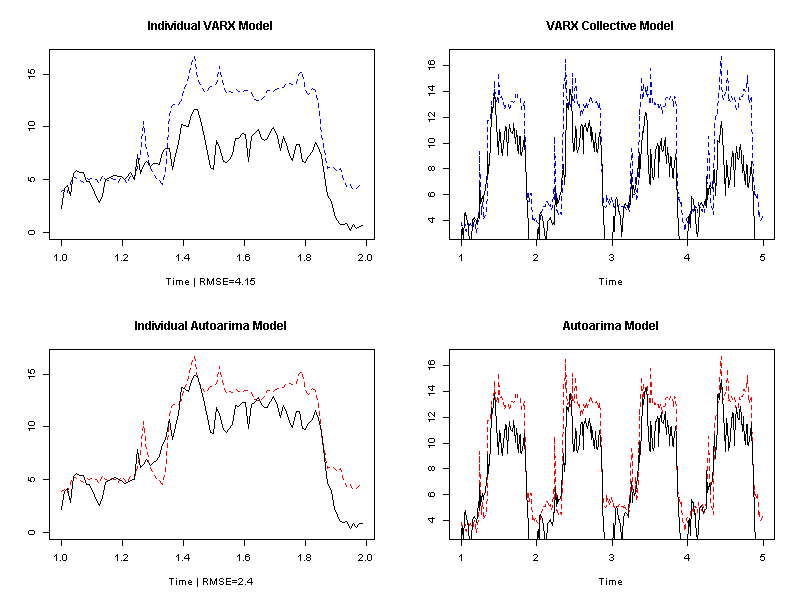 Individual VARX Model
0 5 10 15
1.0 1.2 1.4 1.6 1.8 2.0
Time | RMSE=4.15
VARX Collective Model
4 6 8 10 12 14 16
1 2 3 4 5
Time
Individual Autoarima Model
0 5 10 15
1.0 1.2 1.4 1.6 1.8 2.0
Time | RMSE=2.4
Autoarima Model
4 6 8 10 12 14 16
1 2 3 4 5
Time